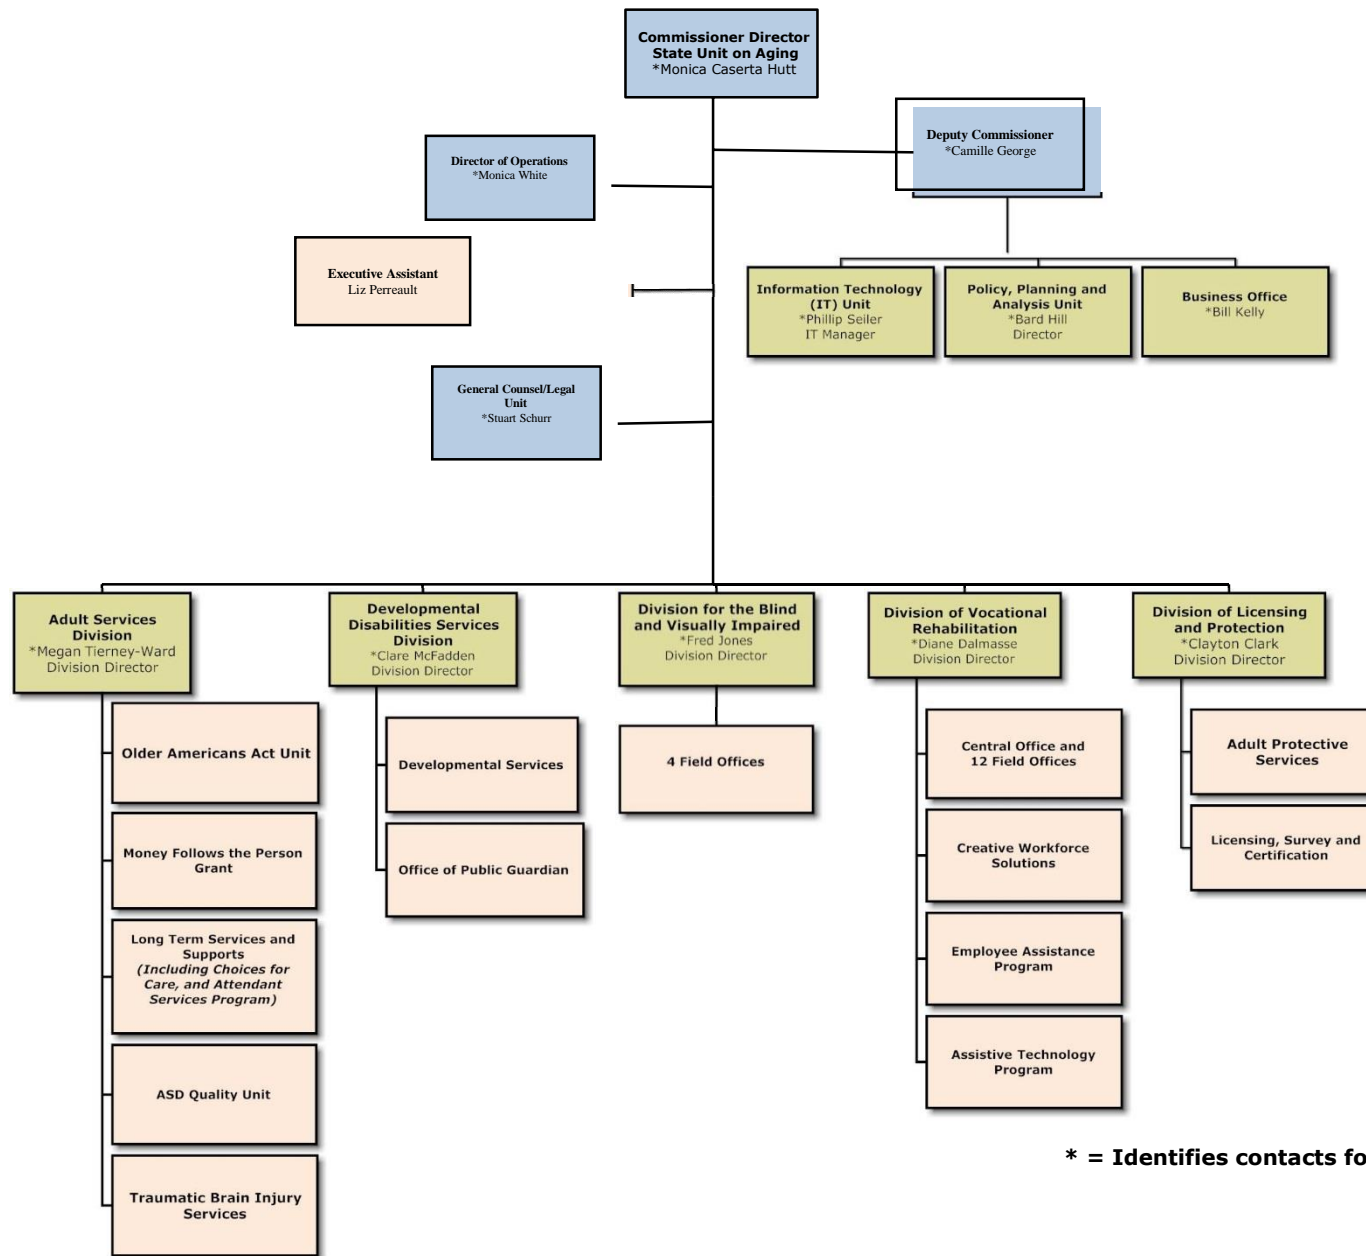 Commissioner Director
State Unit on Aging
*Monica Caserta Hutt
Deputy Commissioner
*Camille George
Director of Operations
*Monica White
Executive Assistant
Liz Perreault
Information Technology
(IT) Unit
*Phillip Seiler
IT Manager
Policy, Planning and
Analysis Unit
*Bard Hill
Director
Business Office
*Bill Kelly
General Counsel/Legal
Unit
*Stuart Schurr
Adult Services
Division
*Megan Tierney-Ward
Division Director
Developmental
Disabilities Services
Division
*Clare McFadden
Division Director
Division for the Blind
and Visually Impaired
*Fred Jones
Division Director
Division of Vocational
Rehabilitation
*Diane Dalmasse
Division Director
Division of Licensing
and Protection
*Clayton Clark
Division Director
Older Americans Act Unit
Money Follows the Person
Grant
Long Term Services and
Supports
(Including Choices for
Care, and Attendant
Services Program)
ASD Quality Unit
Traumatic Brain Injury
Services
Developmental Services
Office of Public Guardian
4 Field Offices
Central Office and
12 Field Offices
Creative Workforce
Solutions
Employee Assistance
Program
Assistive Technology
Program
Adult Protective
Services
Licensing, Survey and
Certification
* = Identifies contacts fo